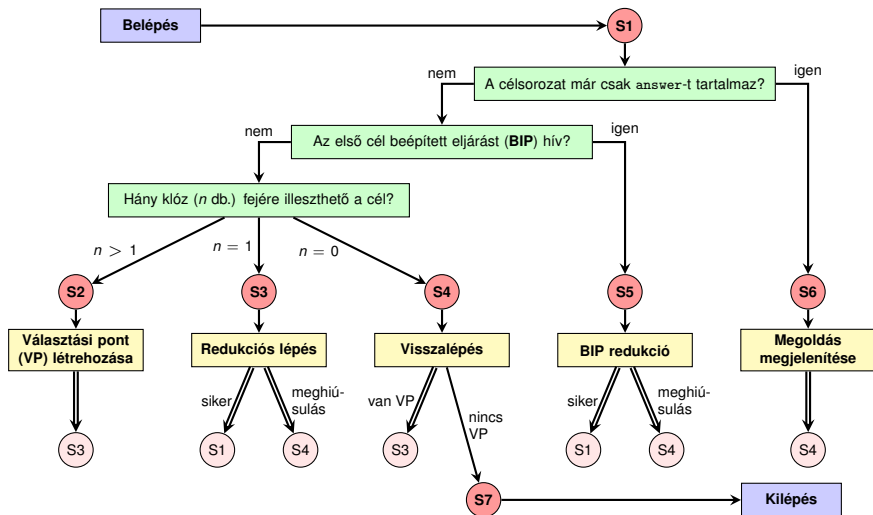 Belépés
S1
nem
A célsorozat már csak answer-t tartalmaz?
igen
nem
Az első cél beépített eljárást (BIP) hív?
igen
Hány klóz (n db.) fejére illeszthető a cél?
n > 1
n = 1
n = 0
S2
S3
S4
S5
S6
Választási pont
(VP) létrehozása
Redukciós lépés
Visszalépés
BIP redukció
Megoldás
megjelenítése
siker
meghiú-
sulás
van VP
nincs
VP
siker
meghiú-
sulás
S3
S1
S4
S3
S1
S4
S4
S7
Kilépés